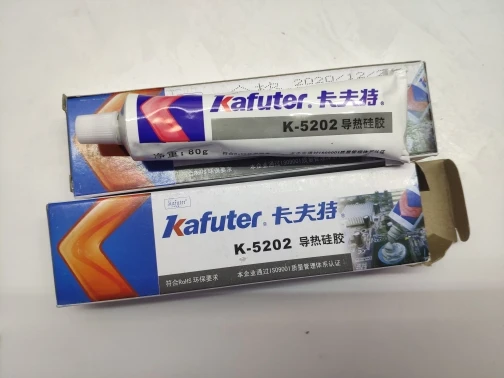 2020/12/2
Kafuter® 卡夫特®
K-5202 导热硅胶
净重:80g
Kafuter
Kafuter® 卡夫特®
K-5202 导热硅胶
符合RoHS环保要求
本企业通过ISO900)质量管理体系认证